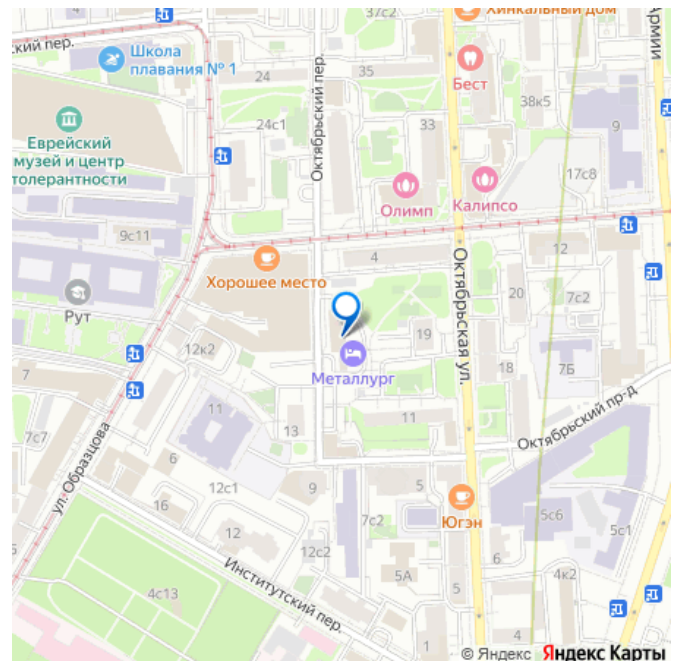 37с2
Хинкальный дом
Армии
ский пер.
Школа
плавания № 1
Октябрьский пер.
24
35
Бест
38к5
Еврейский
музей и центр
толерантности
24с1
33
9
17с8
Олимп
Калипсо
9с11
4
12
Хорошее место
Октябрьская ул.
20
7с2
Рут
19
12к2
Металлург
18
7Б
7
11
11
Октябрьский пр-д
13
7с7
ул. Образцова
6
12с1
9
5
16
Югэн
7с2
5с6
5с1
12
12с2
Институтский пер.
5А
5
4к2
4с13
1
4
© Яндекс Яндекс Карты